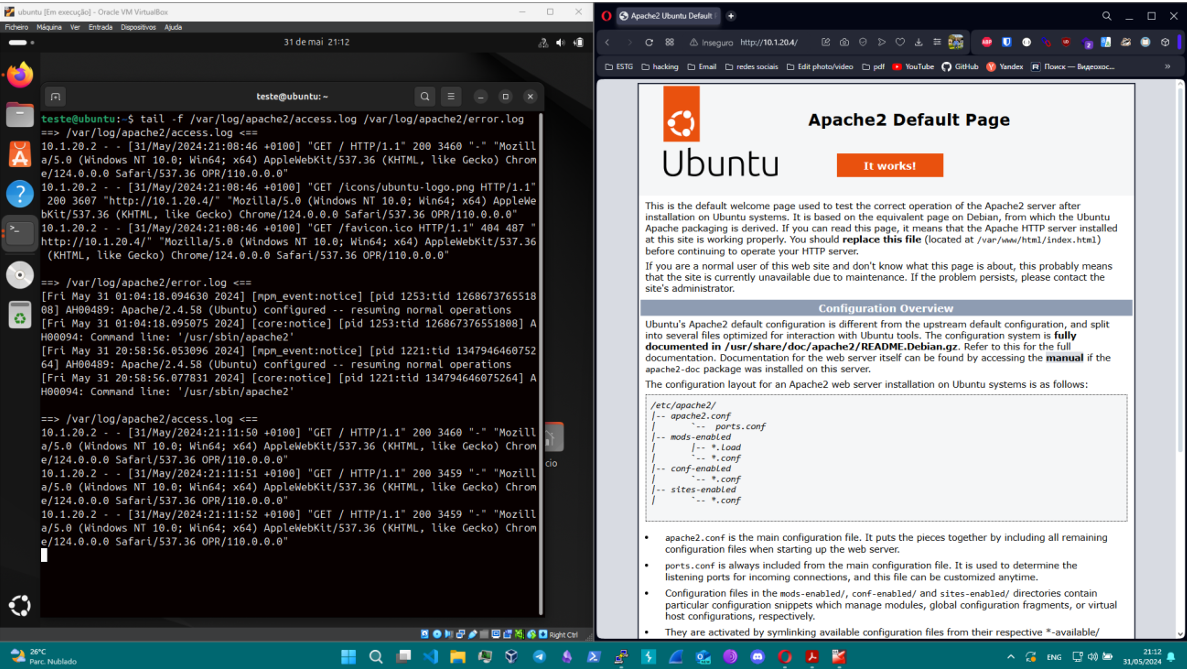 ubuntu [Em execução] - Oracle VM VirtualBox
Ficheiro Máquina Ver Entrada Dispositivos Ajuda
31 de mai 21:12
teste@ubuntu: ~
teste@ubuntu:~$ tail -f /var/log/apache2/access.log /var/log/apache2/error.log
==> /var/log/apache2/access.log <==
10.1.20.2 - - [31/May/2024:21:08:46 +0100] "GET / HTTP/1.1" 200 3460 "-" "Mozill
a/5.0 (Windows NT 10.0; Win64; x64) AppleWebKit/537.36 (KHTML, like Gecko) Chrom
e/124.0.0.0 Safari/537.36 OPR/110.0.0.0"
10.1.20.2 - - [31/May/2024:21:08:46 +0100] "GET /icons/ubuntu-logo.png HTTP/1.1"
200 3607 "http://10.1.20.4/" "Mozilla/5.0 (Windows NT 10.0; Win64; x64) AppleWe
bKit/537.36 (KHTML, like Gecko) Chrome/124.0.0.0 Safari/537.36 OPR/110.0.0.0"
10.1.20.2 - - [31/May/2024:21:08:46 +0100] "GET /favicon.ico HTTP/1.1" 404 487 "
http://10.1.20.4/" "Mozilla/5.0 (Windows NT 10.0; Win64; x64) AppleWebKit/537.36
(KHTML, like Gecko) Chrome/124.0.0.0 Safari/537.36 OPR/110.0.0.0"
==> /var/log/apache2/error.log <==
[Fri May 31 01:04:18.094630 2024] [mpm_event:notice] [pid 1253:tid 1268673765518
08] AH00489: Apache/2.4.58 (Ubuntu) configured -- resuming normal operations
[Fri May 31 01:04:18.095075 2024] [core:notice] [pid 1253:tid 126867376551808] A
H00094: Command line: '/usr/sbin/apache2'
[Fri May 31 20:58:56.053096 2024] [mpm_event:notice] [pid 1221:tid 1347946460752
64] AH00489: Apache/2.4.58 (Ubuntu) configured -- resuming normal operations
[Fri May 31 20:58:56.077831 2024] [core:notice] [pid 1221:tid 134794646075264] A
H00094: Command line: '/usr/sbin/apache2'
==> /var/log/apache2/access.log <==
10.1.20.2 - - [31/May/2024:21:11:50 +0100] "GET / HTTP/1.1" 200 3460 "-" "Mozill
a/5.0 (Windows NT 10.0; Win64; x64) AppleWebKit/537.36 (KHTML, like Gecko) Chrom
e/124.0.0.0 Safari/537.36 OPR/110.0.0.0"
10.1.20.2 - - [31/May/2024:21:11:51 +0100] "GET / HTTP/1.1" 200 3459 "-" "Mozill
a/5.0 (Windows NT 10.0; Win64; x64) AppleWebKit/537.36 (KHTML, like Gecko) Chrom
e/124.0.0.0 Safari/537.36 OPR/110.0.0.0"
10.1.20.2 - - [31/May/2024:21:11:52 +0100] "GET / HTTP/1.1" 200 3459 "-" "Mozill
a/5.0 (Windows NT 10.0; Win64; x64) AppleWebKit/537.36 (KHTML, like Gecko) Chrom
e/124.0.0.0 Safari/537.36 OPR/110.0.0.0"
cio
Right Ctrl
Apache2 Ubuntu Default
Inseguro http://10.1.20.4/
ESTG hacking Email redes sociais Edit photo/video pdf YouTube GitHub Yandex Поиск — Видеохос...
Apache2 Default Page
Ubuntu
It works!
This is the default welcome page used to test the correct operation of the Apache2 server after
installation on Ubuntu systems. It is based on the equivalent page on Debian, from which the Ubuntu
Apache packaging is derived. If you can read this page, it means that the Apache HTTP server installed
at this site is working properly. You should replace this file (located at /var/www/html/index.html)
before continuing to operate your HTTP server.
If you are a normal user of this web site and don't know what this page is about, this probably means
that the site is currently unavailable due to maintenance. If the problem persists, please contact the
site's administrator.
Configuration Overview
Ubuntu's Apache2 default configuration is different from the upstream default configuration, and split
into several files optimized for interaction with Ubuntu tools. The configuration system is fully
documented in /usr/share/doc/apache2/README.Debian.gz. Refer to this for the full
documentation. Documentation for the web server itself can be found by accessing the manual if the
apache2-doc package was installed on this server.
The configuration layout for an Apache2 web server installation on Ubuntu systems is as follows:
/etc/apache2/
|-- apache2.conf
|       `-- ports.conf
|-- mods-enabled
|       |-- *.load
|       `-- *.conf
|-- conf-enabled
|       `-- *.conf
|-- sites-enabled
|       `-- *.conf
• apache2.conf is the main configuration file. It puts the pieces together by including all remaining
configuration files when starting up the web server.
• ports.conf is always included from the main configuration file. It is used to determine the
listening ports for incoming connections, and this file can be customized anytime.
• Configuration files in the mods-enabled/, conf-enabled/ and sites-enabled/ directories contain
particular configuration snippets which manage modules, global configuration fragments, or virtual
host configurations, respectively.
• They are activated by symlinking available configuration files from their respective *-available/
26°C
Parc. Nublado
ENG
21:12
31/05/2024